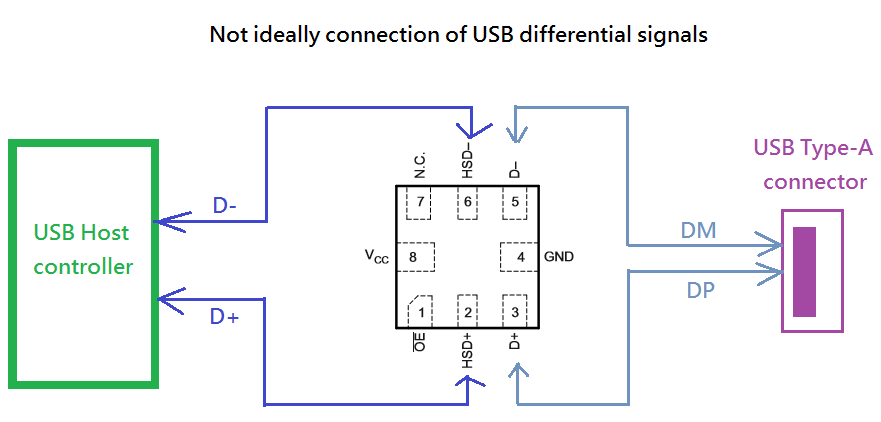 Not ideally connection of USB differential signals
N.C.
HSD–
D–
USB Type-A
connector
7
6
5
D-
USB Host
controller
DM
VCC
8
4
GND
DP
D+
1
2
3
OE
HSD+
D+